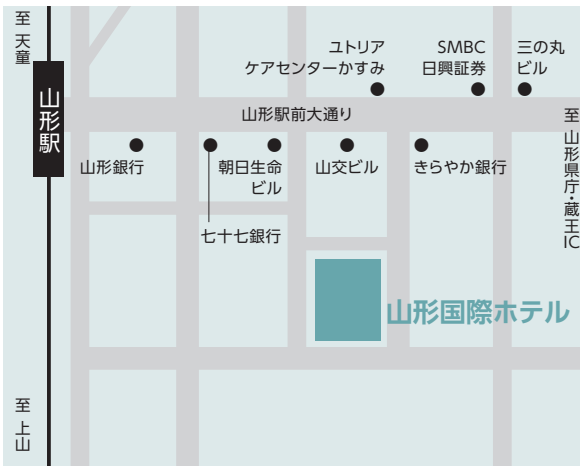 至 天童
山形駅
至 上山
ユトリア
ケアセンターかすみ
SMBC
日興証券
三の丸
ビル
山形駅前大通り
至 山形県庁・蔵王IC
山形銀行
七十七銀行
朝日生命
ビル
山交ビル
きらやか銀行
山形国際ホテル